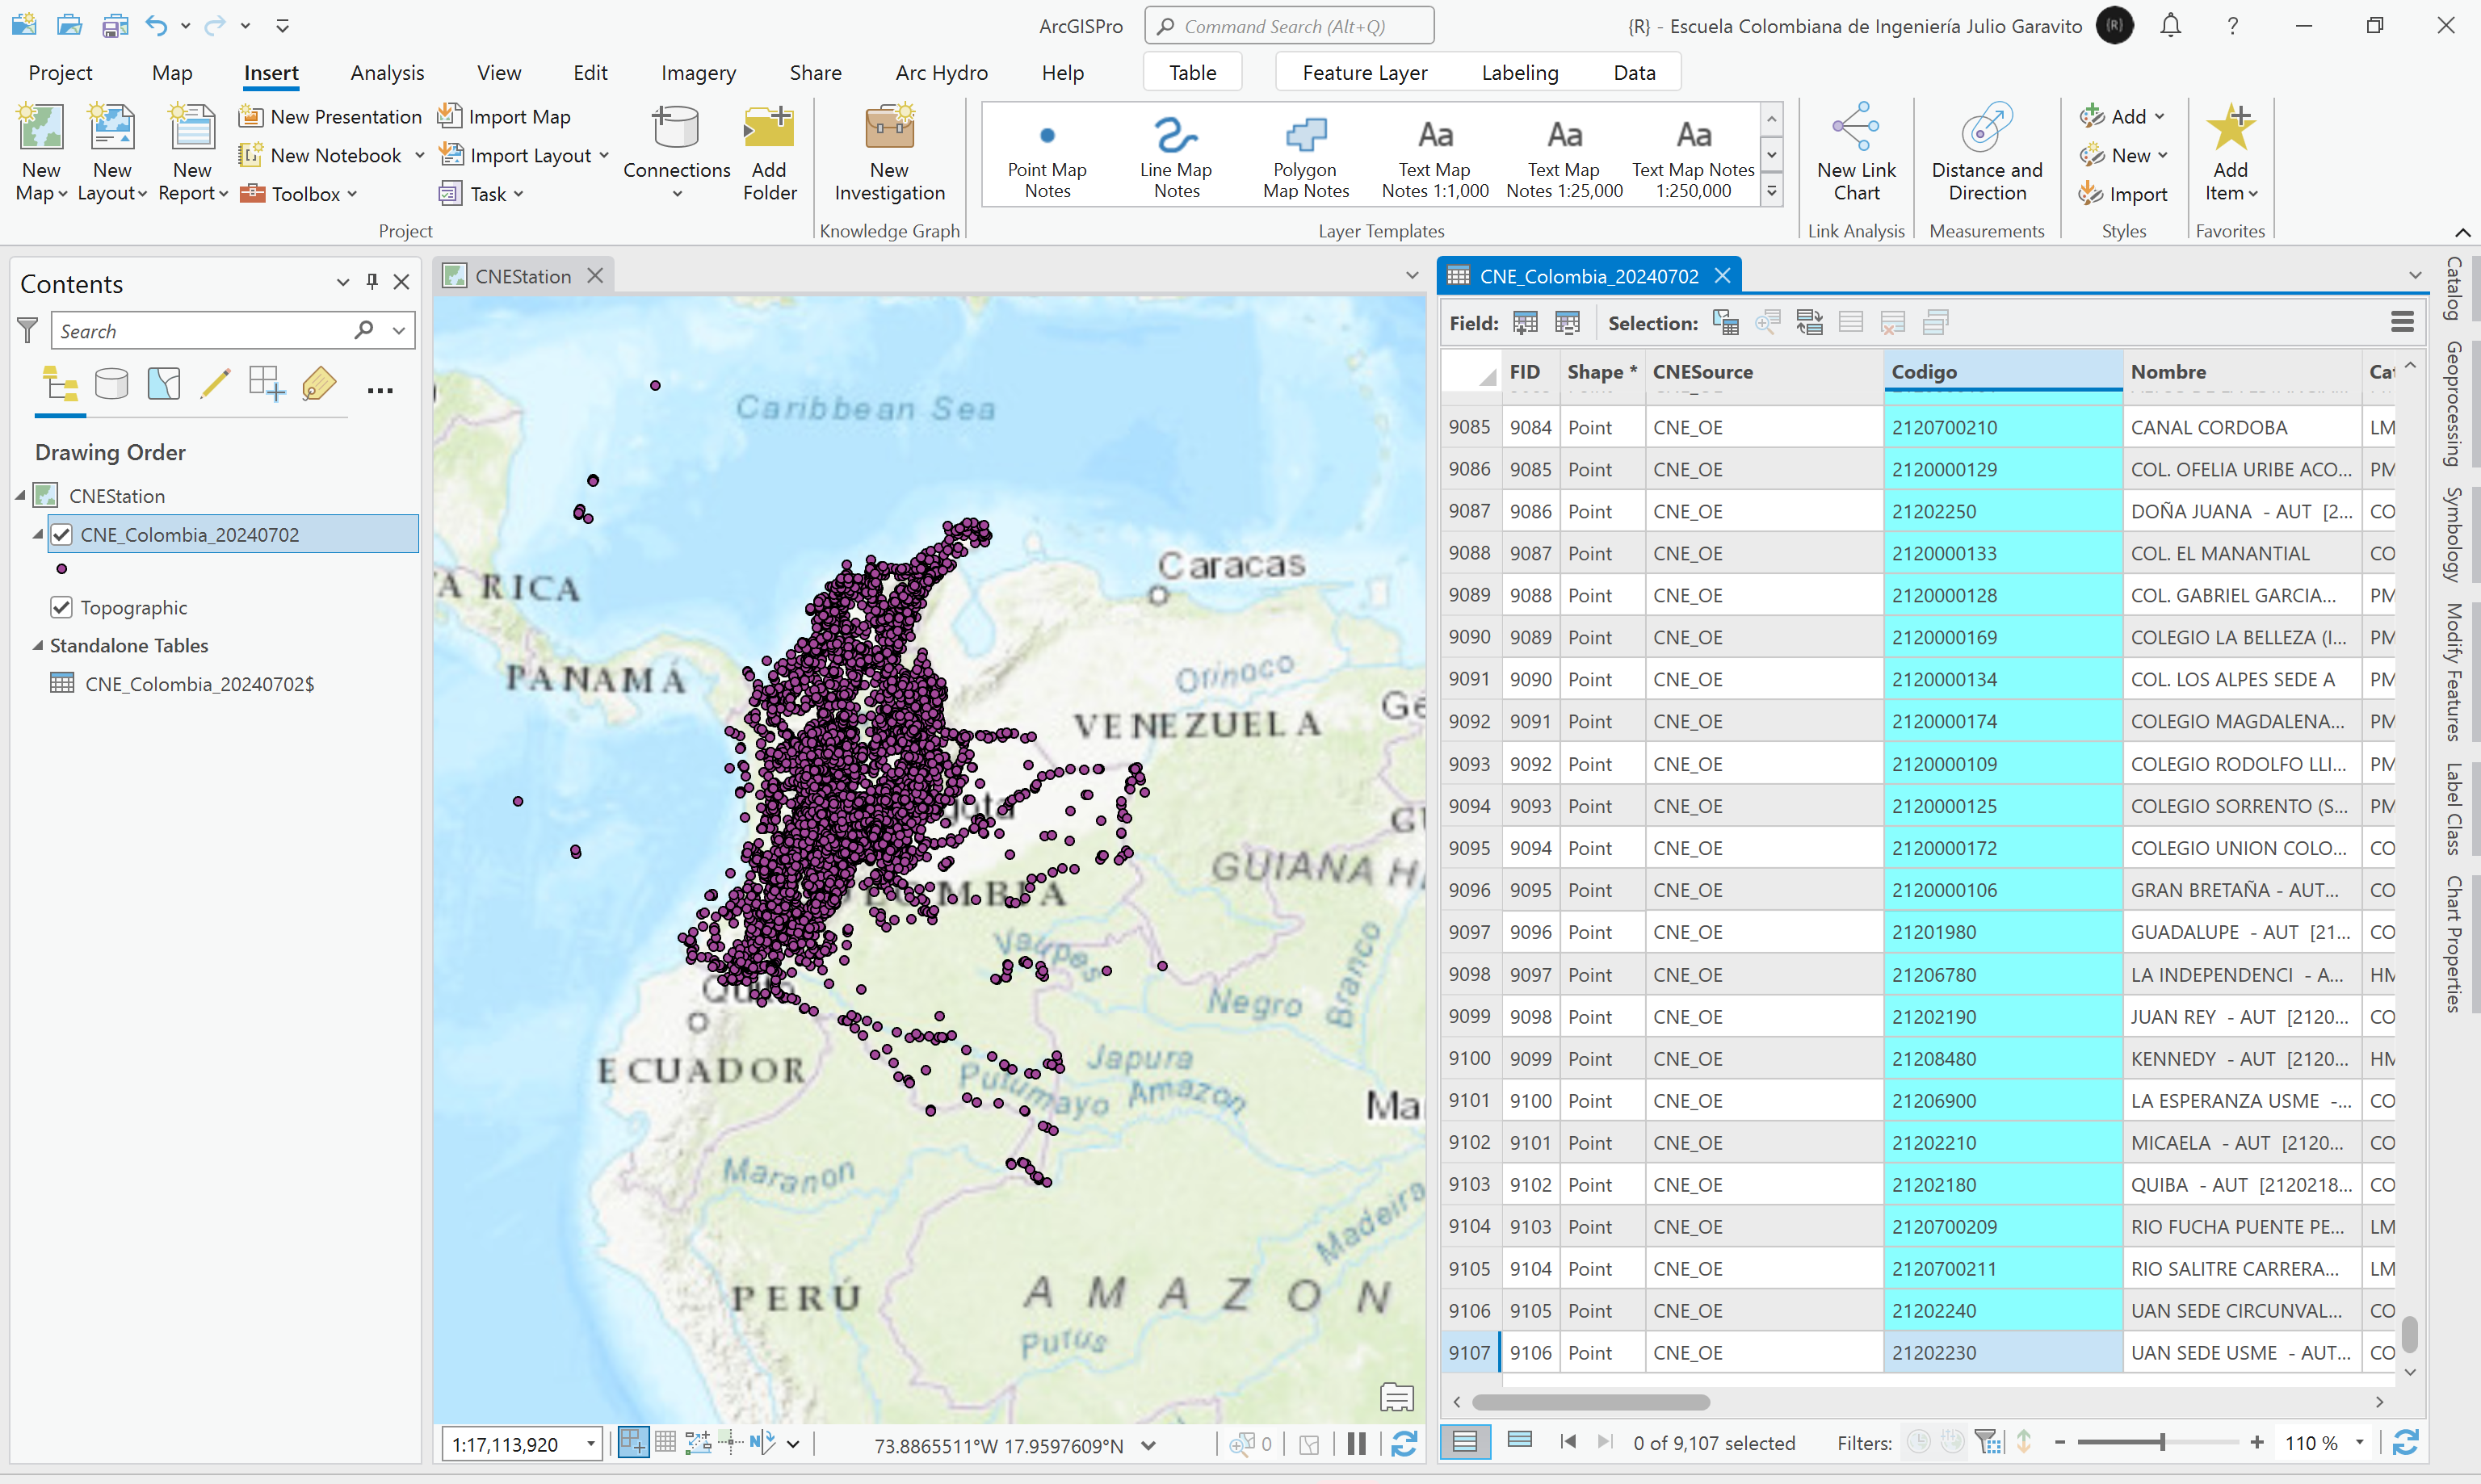 ArcGISPro
Command Search (Alt+Q)
{R} - Escuela Colombiana de Ingeniería Julio Garavito
{R}
?
Project Map Insert Analysis View Edit Imagery Share Arc Hydro Help Table Feature Layer Labeling Data
New Map
New Layout
New Report
New Presentation
New Notebook
Toolbox
Import Map
Import Layout
Task
Connections
Add Folder
New Investigation
Point Map Notes
Line Map Notes
Polygon Map Notes
Aa Text Map Notes 1:1,000
Aa Text Map Notes 1:25,000
Aa Text Map Notes 1:250,000
New Link Chart
Distance and Direction
Add
New
Import
Add Item
Project
Knowledge Graph
Layer Templates
Link Analysis
Measurements
Styles
Favorites
Contents
Search
Drawing Order
CNEStation
CNE_Colombia_20240702
Topographic
Standalone Tables
CNE_Colombia_20240702$
CNEStation
Caribbean Sea
Caracas
TA RICA
PANAMÁ
Orinoco
VENEZUELA
Ge
GU
GUIANA H
Vaupes
Quito
Negro
Branco
ECUADOR
Japura
Putumayo
Amazon
Ma
Maranon
Madeira
PERÚ
AMAZON
Purus
1:17,113,920
73.8865511°W 17.9597609°N
0
CNE_Colombia_20240702
Field: Selection:
FID Shape * CNESource Codigo Nombre Cat
9085 9084 Point CNE_OE 2120700210 CANAL CORDOBA LM
9086 9085 Point CNE_OE 2120000129 COL. OFELIA URIBE ACO... PM
9087 9086 Point CNE_OE 21202250 DOÑA JUANA - AUT [2... CO
9088 9087 Point CNE_OE 2120000133 COL. EL MANANTIAL CO
9089 9088 Point CNE_OE 2120000128 COL. GABRIEL GARCIA... PM
9090 9089 Point CNE_OE 2120000169 COLEGIO LA BELLEZA (I... PM
9091 9090 Point CNE_OE 2120000134 COL. LOS ALPES SEDE A PM
9092 9091 Point CNE_OE 2120000174 COLEGIO MAGDALENA... PM
9093 9092 Point CNE_OE 2120000109 COLEGIO RODOLFO LLI... PM
9094 9093 Point CNE_OE 2120000125 COLEGIO SORRENTO (S... PM
9095 9094 Point CNE_OE 2120000172 COLEGIO UNION COLO... CO
9096 9095 Point CNE_OE 2120000106 GRAN BRETAÑA - AUT... CO
9097 9096 Point CNE_OE 21201980 GUADALUPE - AUT [21... CO
9098 9097 Point CNE_OE 21206780 LA INDEPENDENCI - A... HM
9099 9098 Point CNE_OE 21202190 JUAN REY - AUT [2120... CO
9100 9099 Point CNE_OE 21208480 KENNEDY - AUT [2120... HM
9101 9100 Point CNE_OE 21206900 LA ESPERANZA USME -... CO
9102 9101 Point CNE_OE 21202210 MICAELA - AUT [2120... CO
9103 9102 Point CNE_OE 21202180 QUIBA - AUT [2120218... CO
9104 9103 Point CNE_OE 2120700209 RIO FUCHA PUENTE PE... LM
9105 9104 Point CNE_OE 2120700211 RIO SALITRE CARRERA... LM
9106 9105 Point CNE_OE 21202240 UAN SEDE CIRCUNVAL... CO
9107 9106 Point CNE_OE 21202230 UAN SEDE USME - AUT... CO
0 of 9,107 selected Filters: - + 110 %
Catalog
Geoprocessing
Symbology
Modify Features
Label Class
Chart Properties